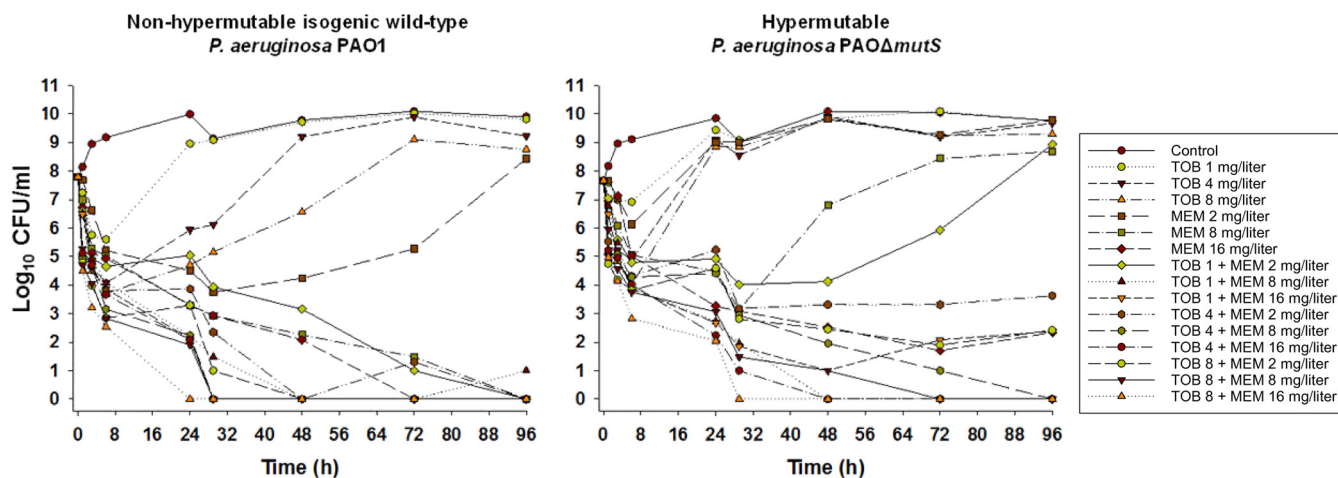 Non-hypermutable isogenic wild-type
P. aeruginosa PAO1
Hypermutable
P. aeruginosa PAOΔmutS
Log10 CFU/ml
11
10
9
8
7
6
5
4
3
2
1
0
0 8 16 24 32 40 48 56 64 72 80 88 96
Time (h)
11
10
9
8
7
6
5
4
3
2
1
0
0 8 16 24 32 40 48 56 64 72 80 88 96
Time (h)
Control
TOB 1 mg/liter
TOB 4 mg/liter
TOB 8 mg/liter
MEM 2 mg/liter
MEM 8 mg/liter
MEM 16 mg/liter
TOB 1 + MEM 2 mg/liter
TOB 1 + MEM 8 mg/liter
TOB 1 + MEM 16 mg/liter
TOB 4 + MEM 2 mg/liter
TOB 4 + MEM 8 mg/liter
TOB 4 + MEM 16 mg/liter
TOB 8 + MEM 2 mg/liter
TOB 8 + MEM 8 mg/liter
TOB 8 + MEM 16 mg/liter